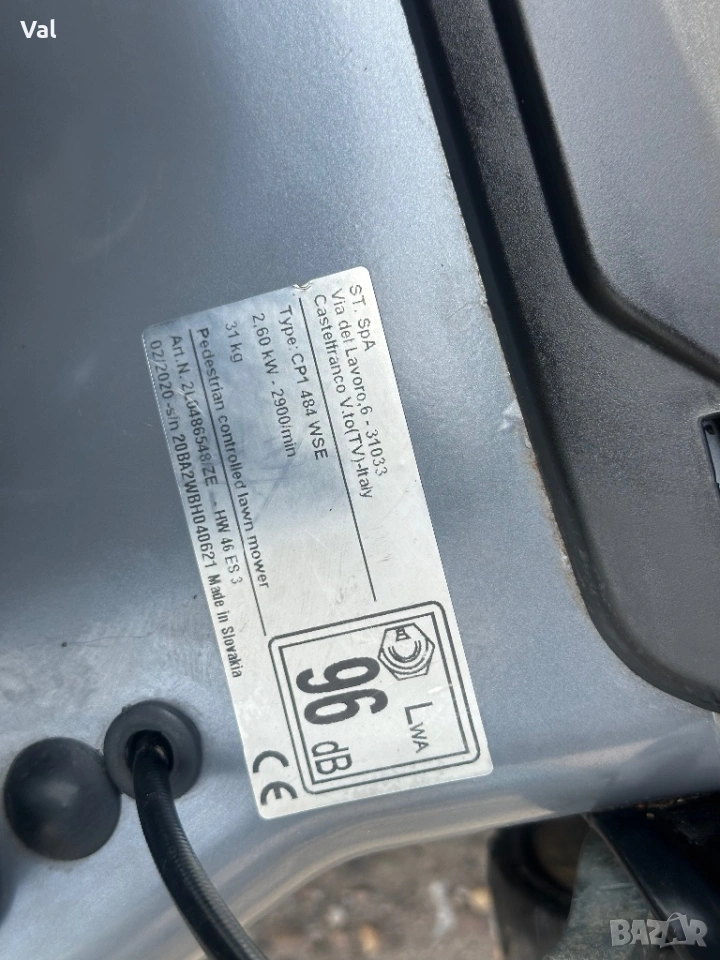 Val
ST. SpA
Via del Lavoro,6 - 31033
Castelfranco V.to(TV)-Italy
Type: CP1 484 WSE
2,60 kW - 2900/min
31 kg
Pedestrian controlled lawn mower
Art.N. 2L0486548/ZE - HW 46 ES 3
02/2020 -s/n 20BA2WBH040621 Made in Slovakia
LWA
96 dB
CE
BAZAR